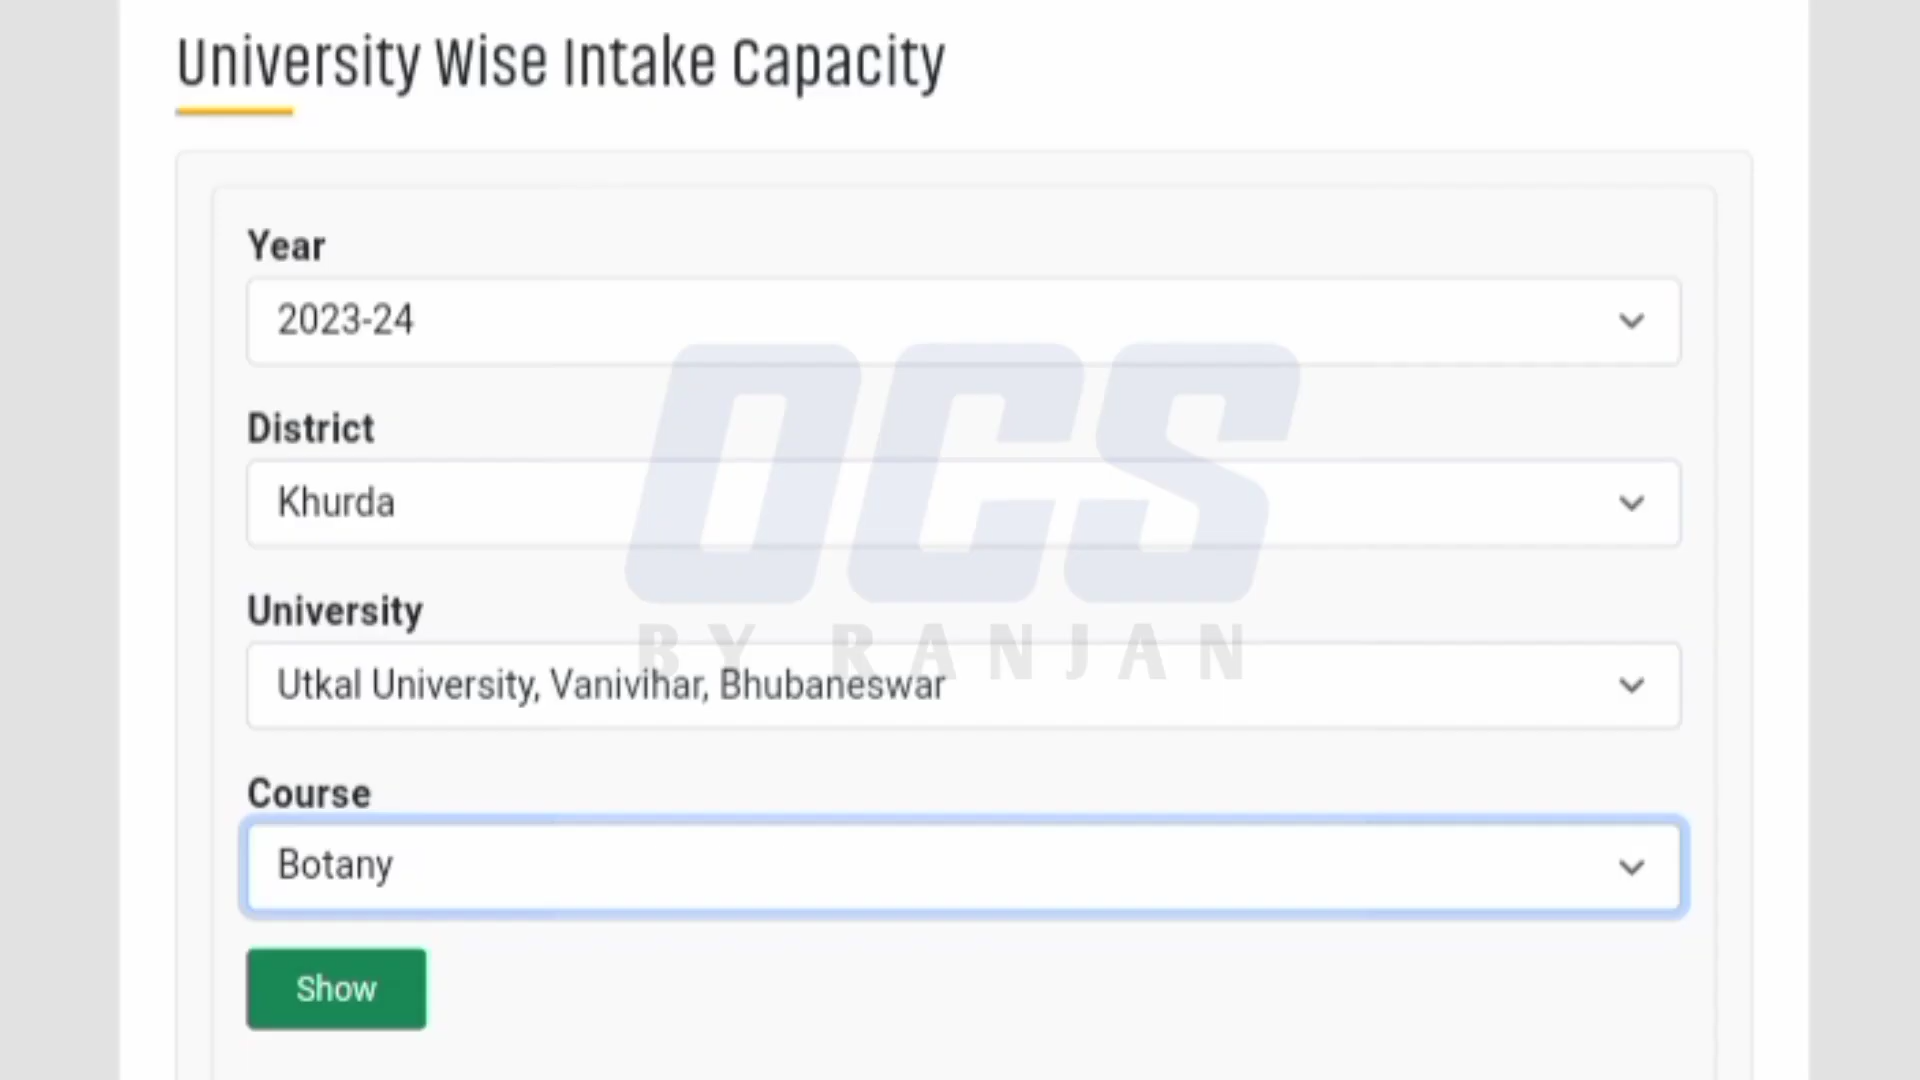 University Wise Intake Capacity
Year
2023-24
District
Khurda
OCS
BY RANJAN
University
Utkal University, Vanivihar, Bhubaneswar
Course
Botany
Show